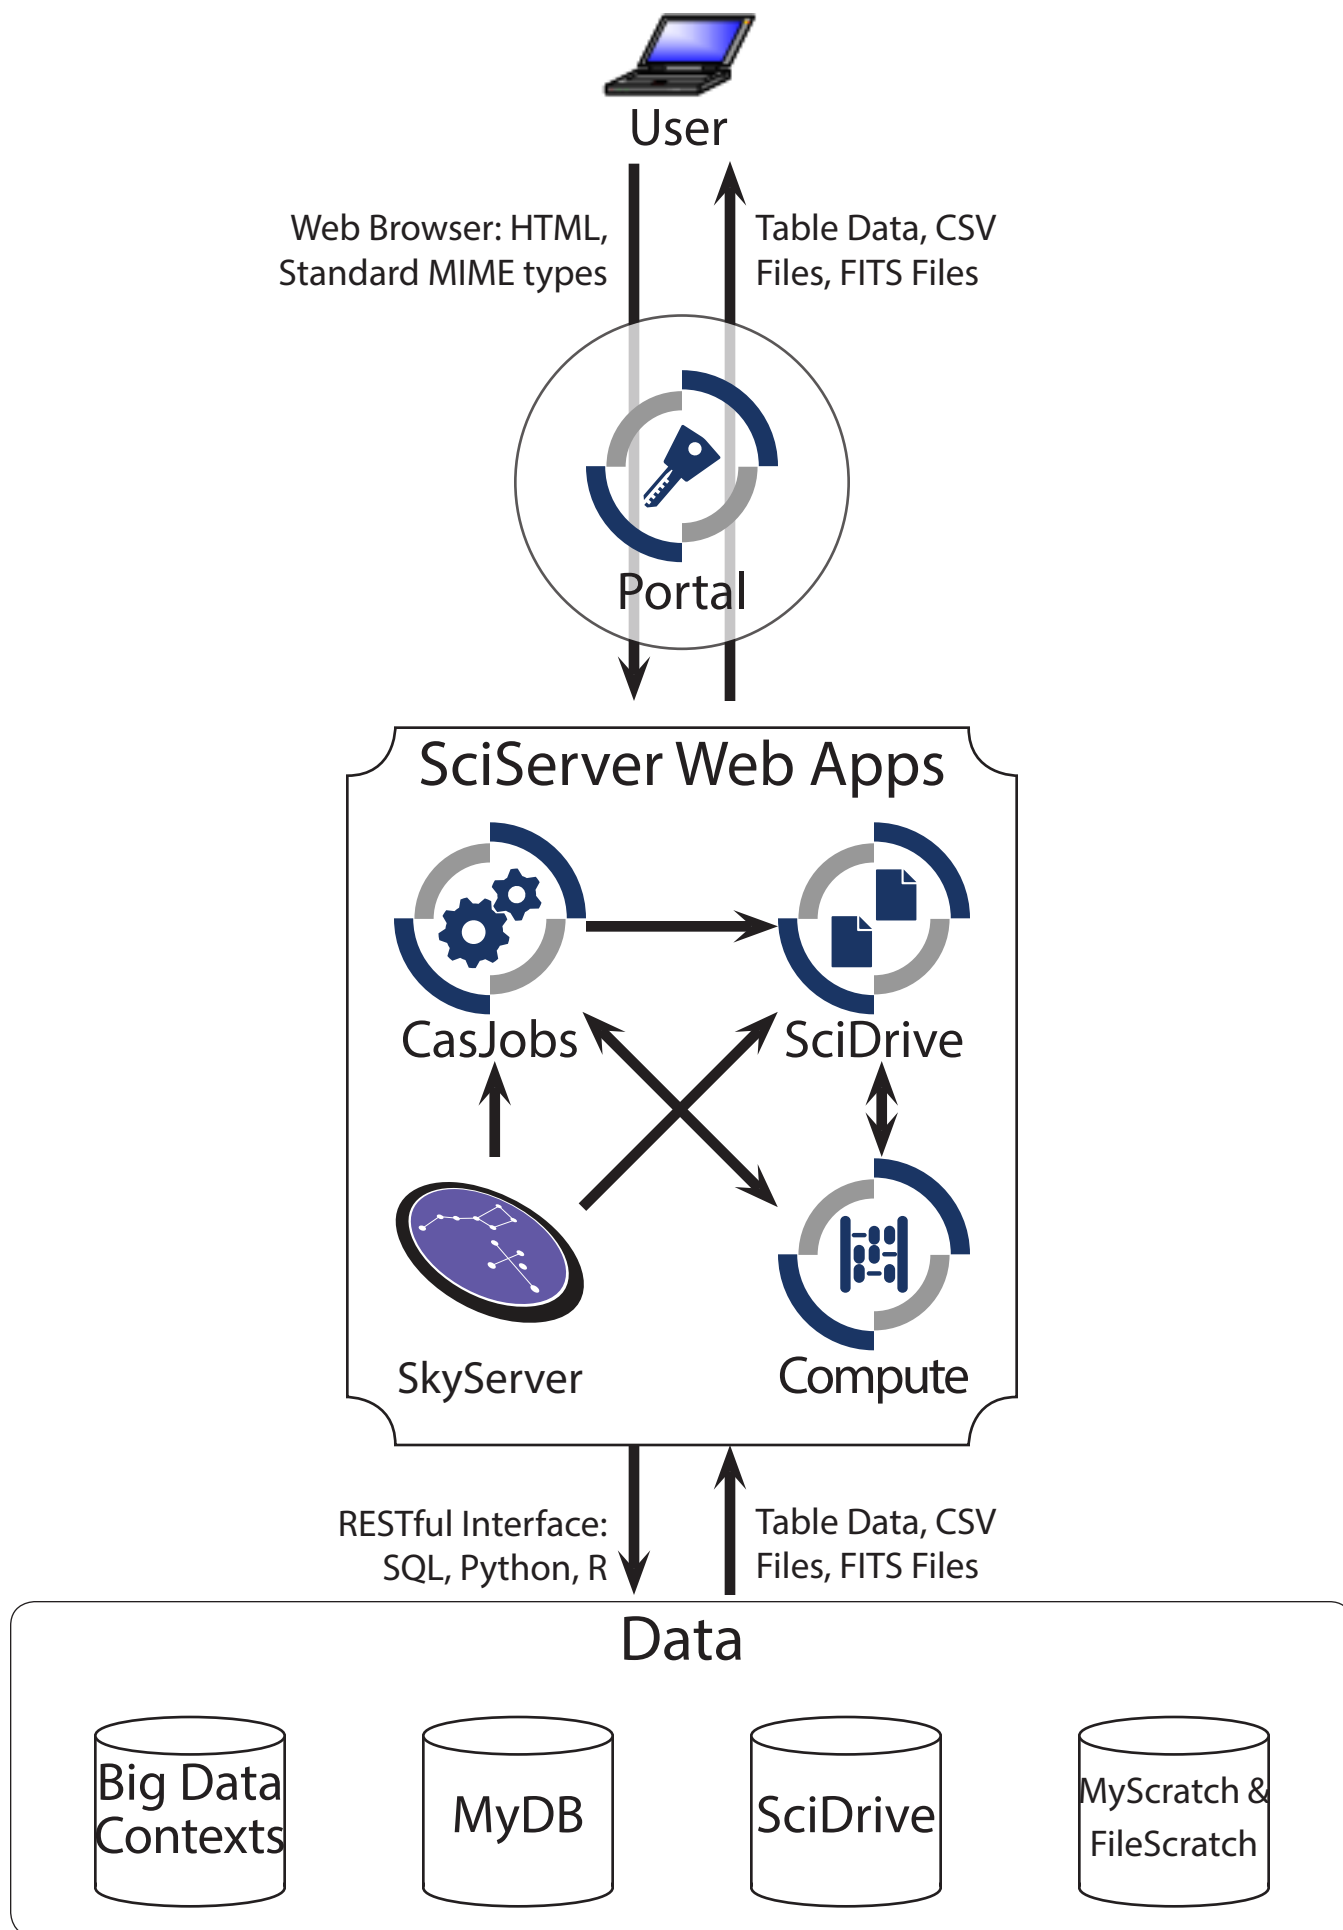 User
Web Browser: HTML,
Standard MIME types
Table Data, CSV
Files, FITS Files
Portal
SciServer Web Apps
CasJobs
SciDrive
SkyServer
Compute
RESTful Interface:
SQL, Python, R
Table Data, CSV
Files, FITS Files
Data
Big Data
Contexts
MyDB
SciDrive
MyScratch &
FileScratch